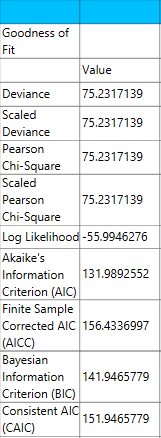 Goodness of
Fit
Value
Deviance 75.2317139
Scaled
Deviance 75.2317139
Pearson
Chi-Square 75.2317139
Scaled
Pearson 75.2317139
Chi-Square
Log Likelihood -55.9946276
Akaike's
Information 131.9892552
Criterion (AIC)
Finite Sample
Corrected AIC 156.4336997
(AICC)
Bayesian
Information 141.9465779
Criterion (BIC)
Consistent AIC 151.9465779
(CAIC)